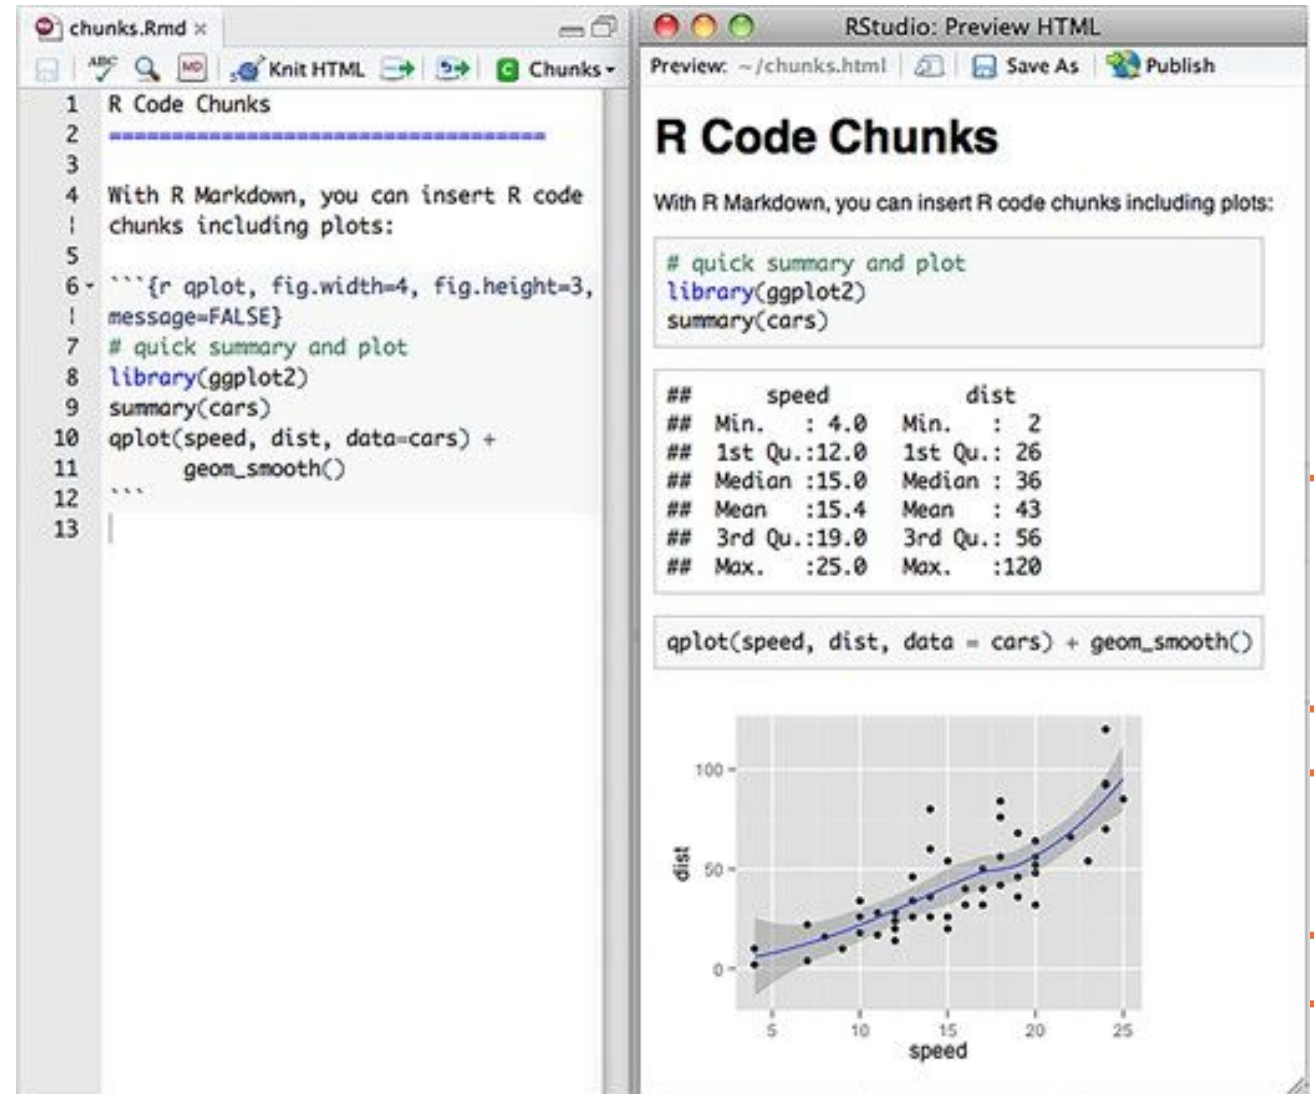 chunks.Rmd ×
ABC MD Knit HTML Chunks
1 R Code Chunks
2 ===================================
3
4 With R Markdown, you can insert R code
chunks including plots:
5
6 ```{r qplot, fig.width=4, fig.height=3,
message=FALSE}
7 # quick summary and plot
8 library(ggplot2)
9 summary(cars)
10 qplot(speed, dist, data=cars) +
11 geom_smooth()
12 ```
13
RStudio: Preview HTML
Preview: ~/chunks.html Save As Publish
R Code Chunks
With R Markdown, you can insert R code chunks including plots:
# quick summary and plot
library(ggplot2)
summary(cars)
## speed dist
## Min. : 4.0 Min. : 2
## 1st Qu.:12.0 1st Qu.: 26
## Median :15.0 Median : 36
## Mean :15.4 Mean : 43
## 3rd Qu.:19.0 3rd Qu.: 56
## Max. :25.0 Max. :120
qplot(speed, dist, data = cars) + geom_smooth()
100
50
0
dist
5 10 15 20 25
speed